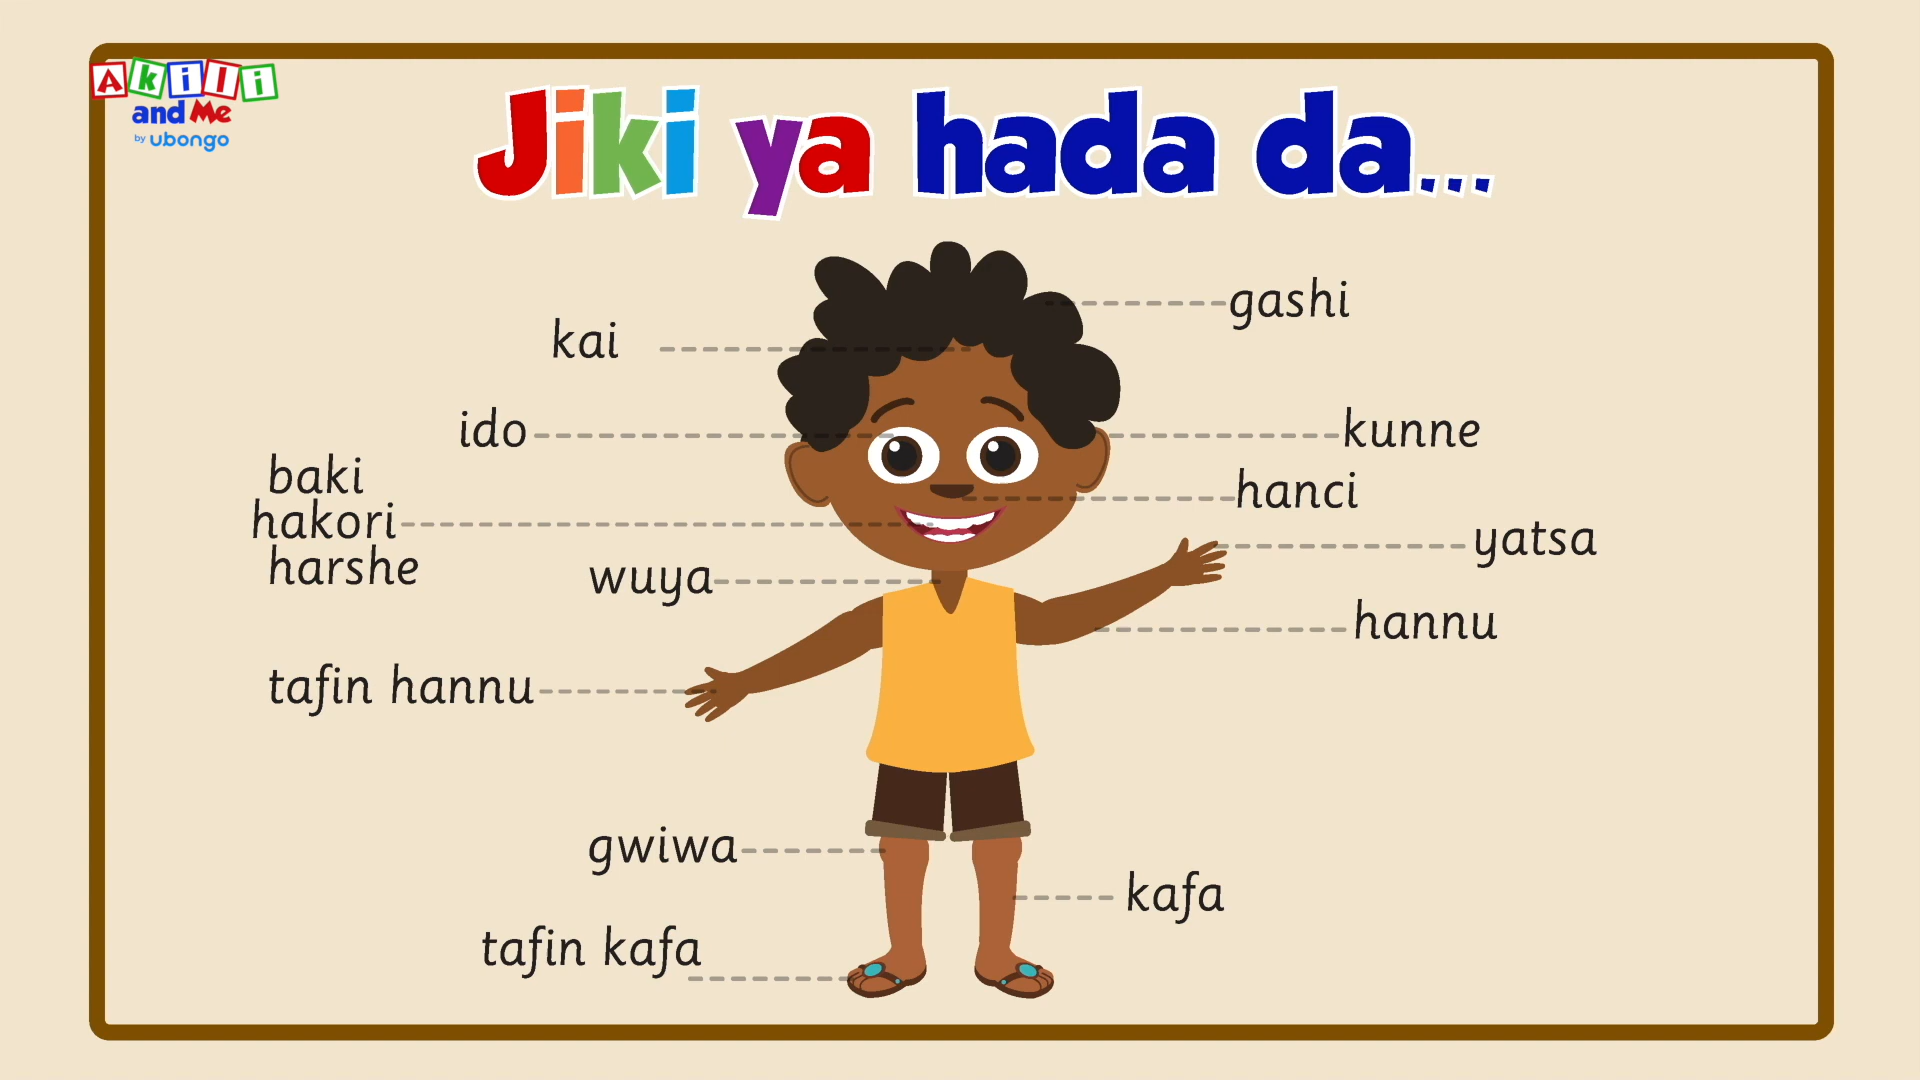 Akili
and Me
by ubongo
Jiki ya hada da...
gashi
kai
ido
kunne
baki
hakori
harshe
hanci
yatsa
wuya
hannu
tafin hannu
gwiwa
kafa
tafin kafa